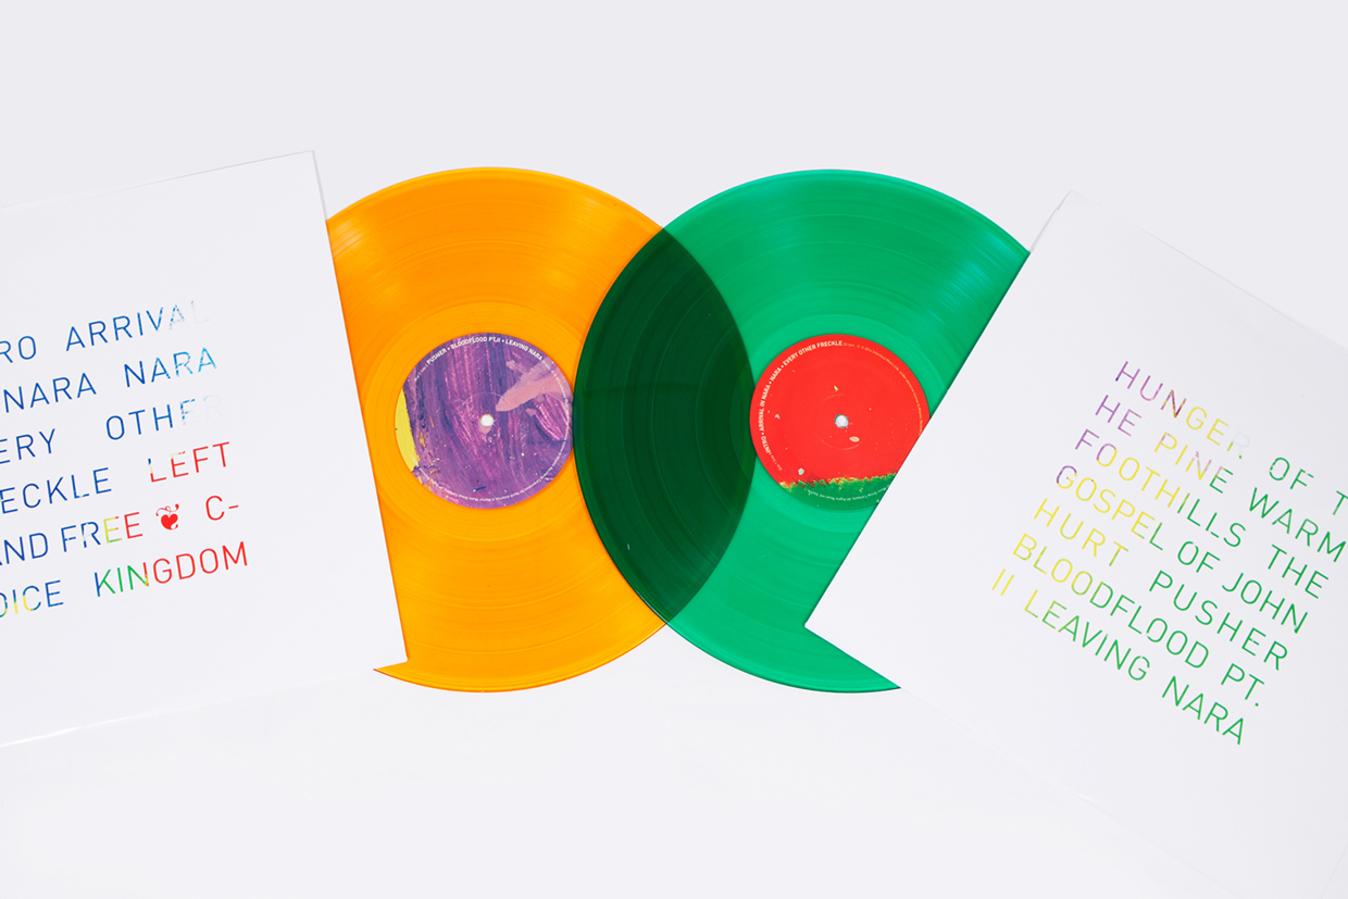 RO ARRIVAL
NARA NARA
ERY OTHER
ECKLE LEFT
AND FREE ❦ C-
OICE KINGDOM
PUSHER • BLOODFLOOD PT.II • LEAVING NARA
INTRO • ARRIVAL IN NARA • NARA • EVERY OTHER FRECKLE
HUNGER OF T
HE PINE WARM
FOOTHILLS THE
GOSPEL OF JOHN
HURT PUSHER
BLOODFLOOD PT.
II LEAVING NARA